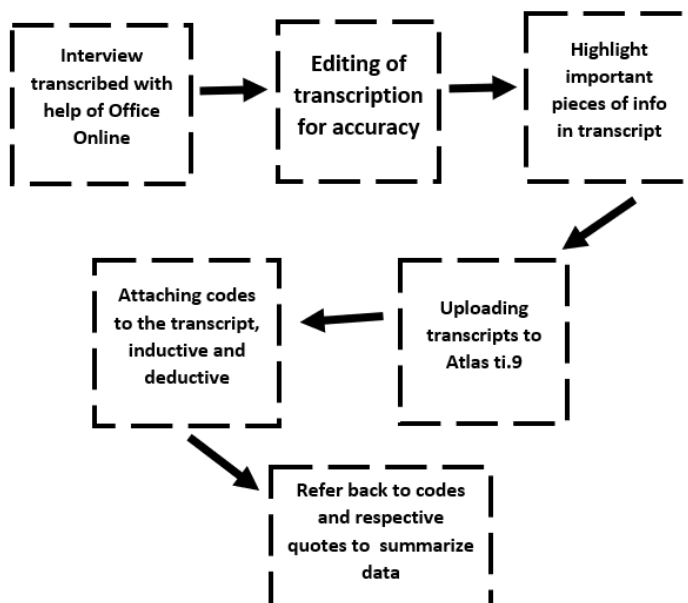 Interview
transcribed with
help of Office
Online
Editing of
transcription
for accuracy
Highlight
important
pieces of info
in transcript
Uploading
transcripts to
Atlas ti.9
Attaching codes
to the transcript,
inductive and
deductive
Refer back to codes
and respective
quotes to summarize
data